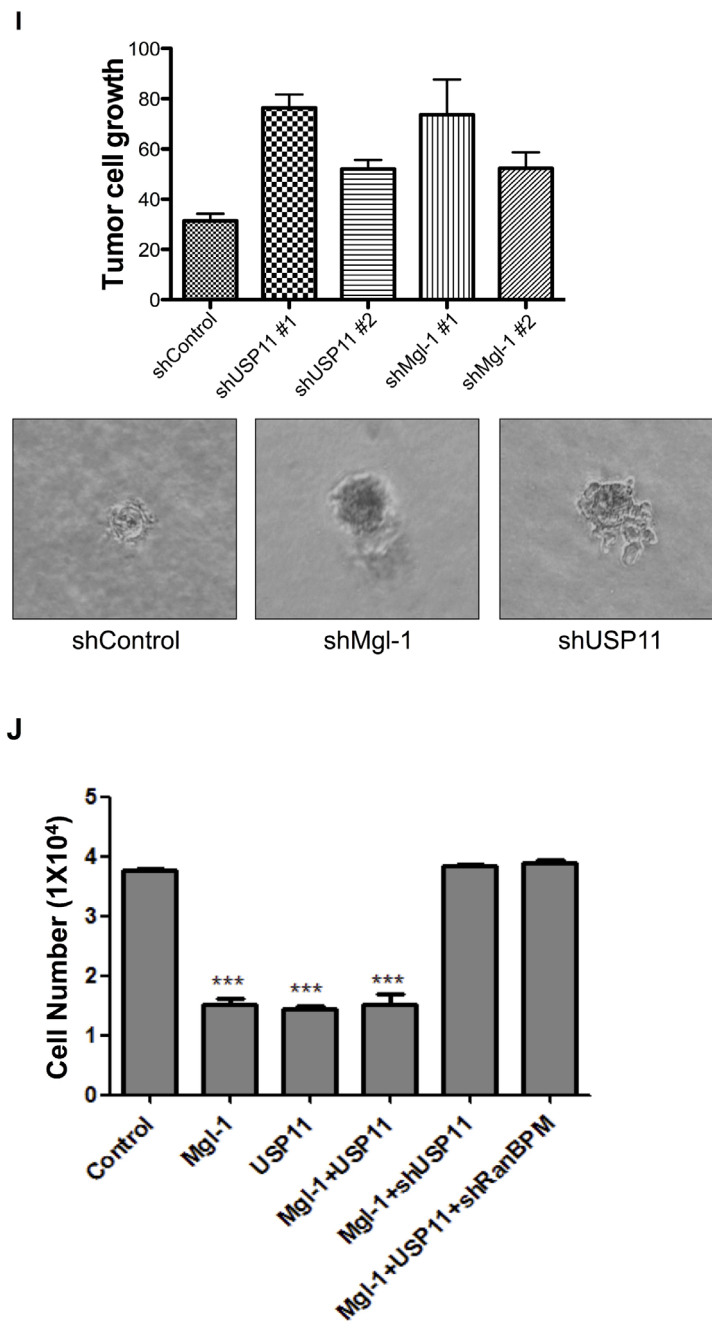 I
Tumor cell growth
100
80
60
40
20
0
shControl
shUSP11 #1
shUSP11 #2
shMgl-1 #1
shMgl-1 #2
shControl
shMgl-1
shUSP11
J
Cell Number (1X10⁴)
5
4
3
2
1
0
***
***
***
Control
Mgl-1
USP11
Mgl-1+USP11
Mgl-1+shUSP11
Mgl-1+USP11+shRanBPM